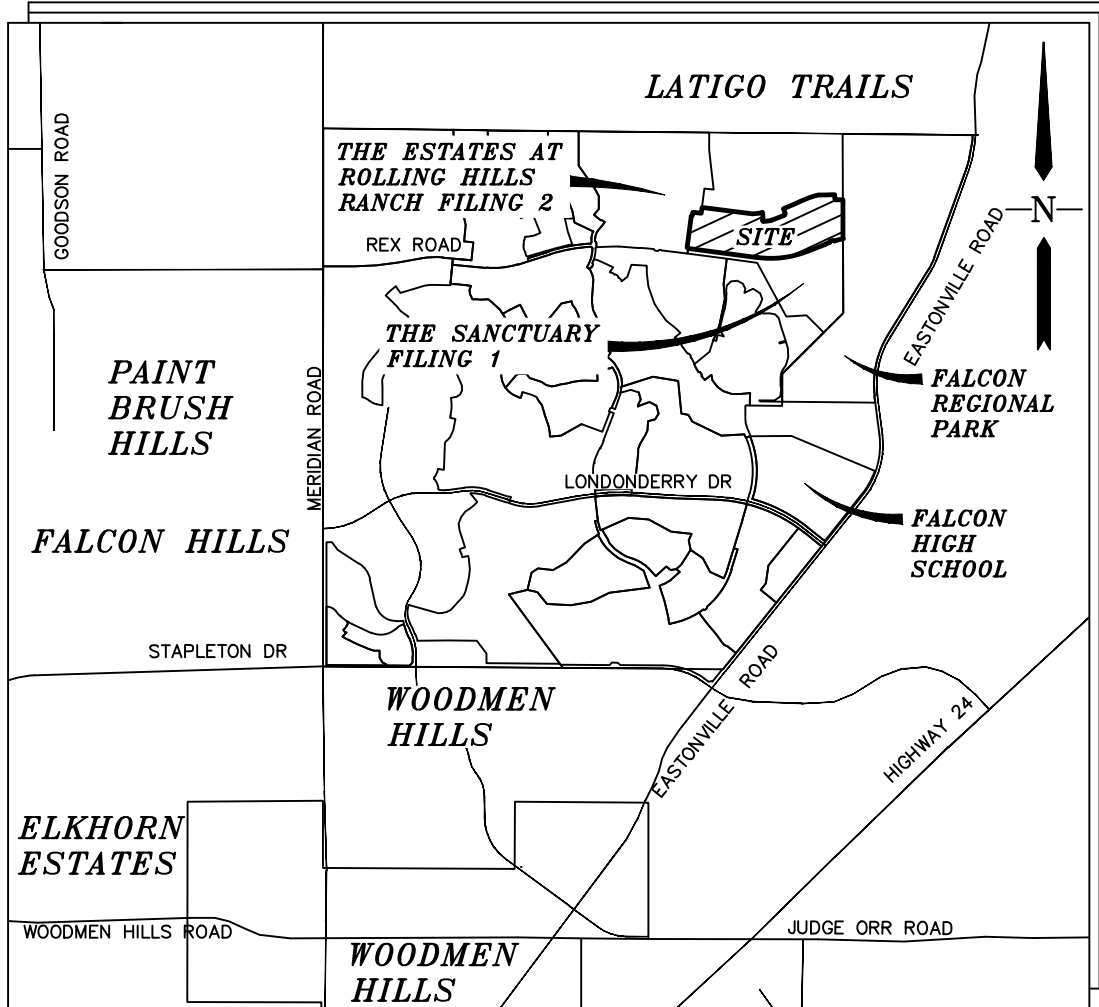 LATIGO TRAILS
GOODSON ROAD
THE ESTATES AT
ROLLING HILLS
RANCH FILING 2
N
SITE
REX ROAD
EASTONVILLE ROAD
THE SANCTUARY
FILING 1
PAINT
BRUSH
HILLS
MERIDIAN ROAD
FALCON
REGIONAL
PARK
LONDONDERRY DR
FALCON HILLS
FALCON
HIGH
SCHOOL
STAPLETON DR
WOODMEN
HILLS
EASTONVILLE ROAD
HIGHWAY 24
ELKHORN
ESTATES
WOODMEN HILLS ROAD
JUDGE ORR ROAD
WOODMEN
HILLS